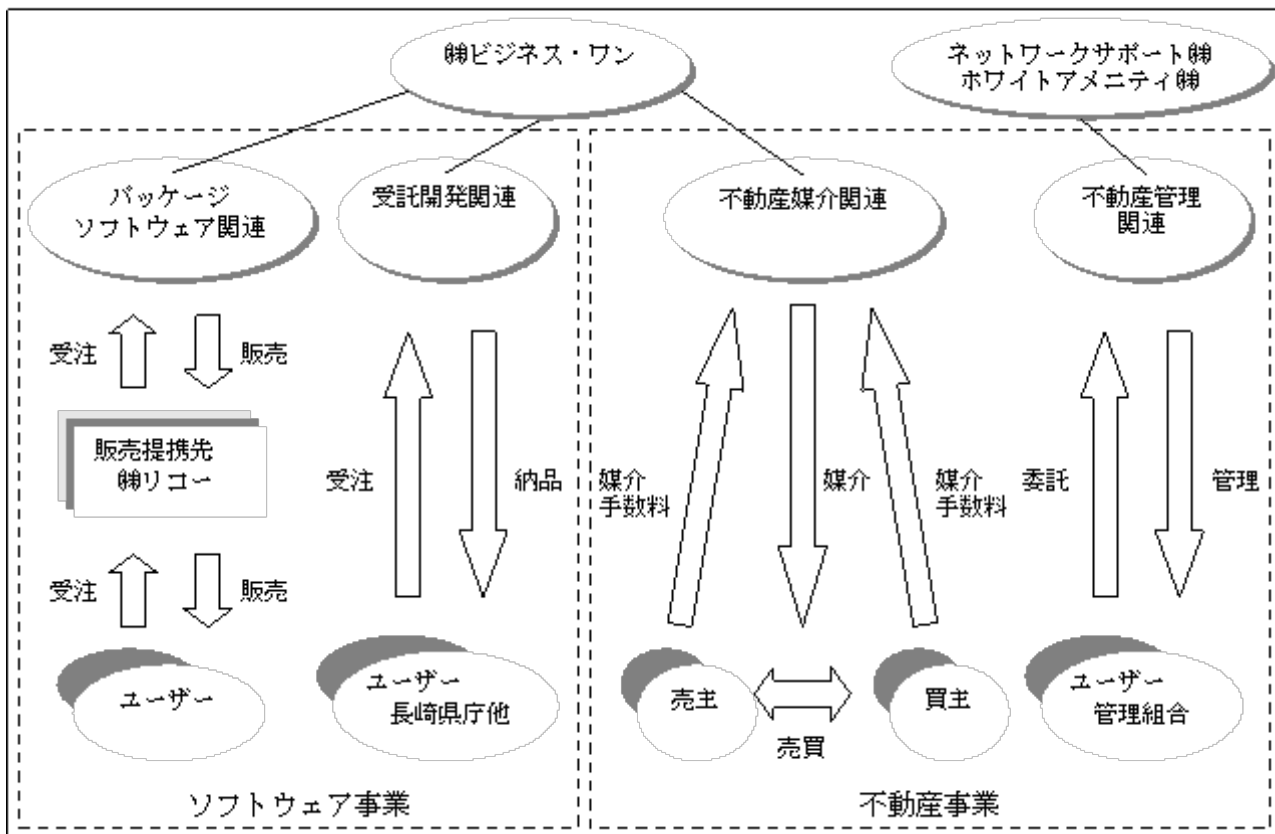 ㈱ビジネス・ワン
ネットワークサポート㈱
ホワイトアメニティ㈱
パッケージ
ソフトウェア関連
受託開発関連
不動産媒介関連
不動産管理
関連
受注
販売
販売提携先
㈱リコー
受注
納品
媒介
手数料
媒介
媒介
手数料
委託
管理
受注
販売
ユーザー
ユーザー
長崎県庁他
売主
買主
売買
ユーザー
管理組合
ソフトウェア事業
不動産事業